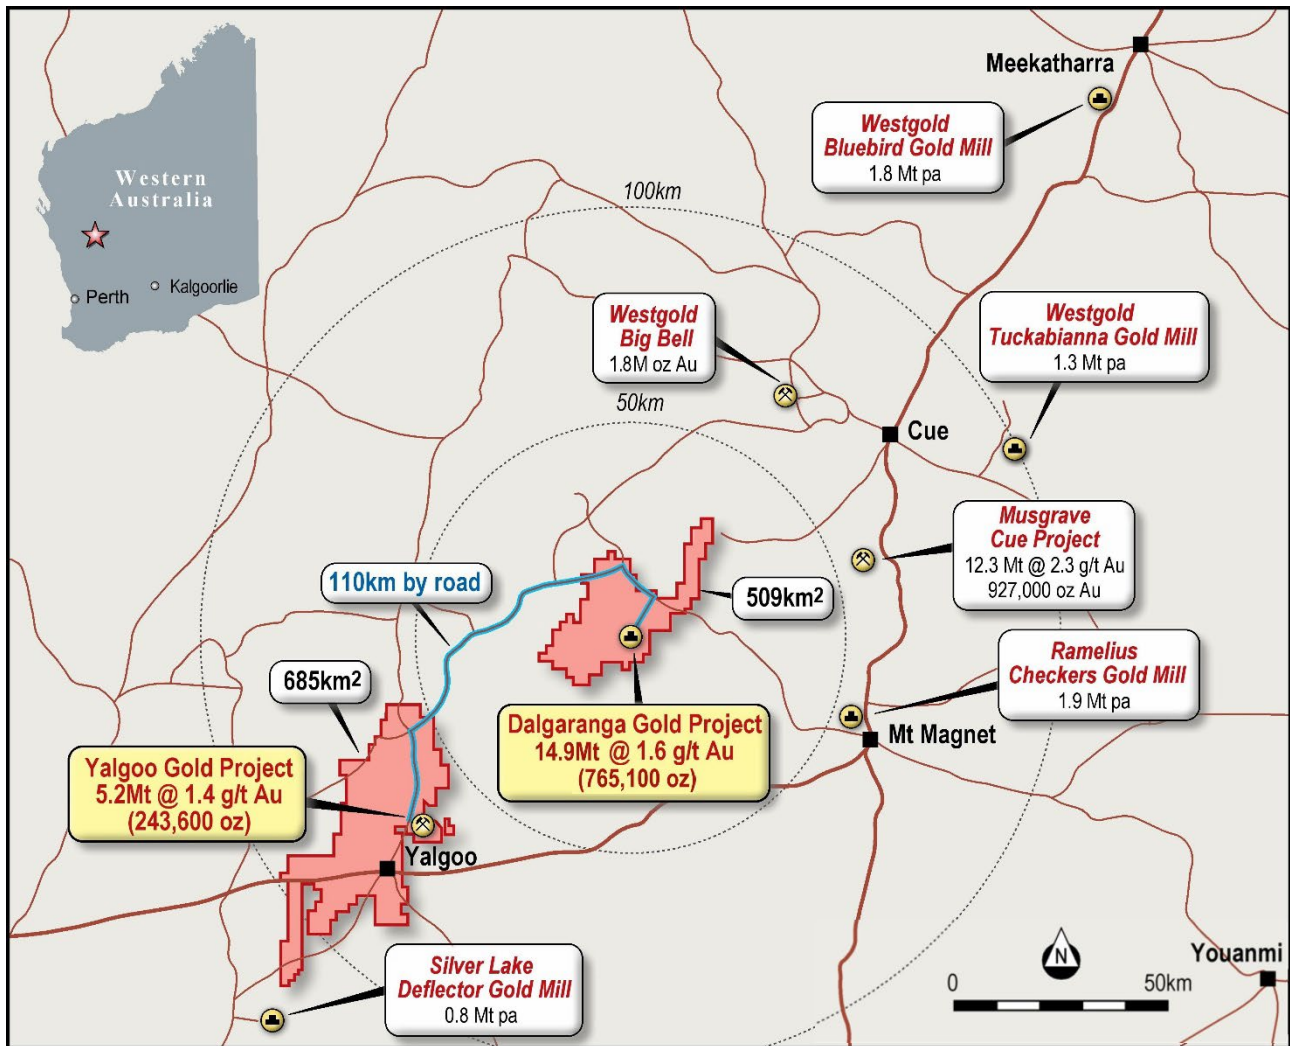 Meekatharra
Westgold
Bluebird Gold Mill
1.8 Mt pa
Western
Australia
Perth
Kalgoorlie
100km
Westgold
Big Bell
1.8M oz Au
Westgold
Tuckabianna Gold Mill
1.3 Mt pa
50km
Cue
Musgrave
Cue Project
12.3 Mt @ 2.3 g/t Au
927,000 oz Au
110km by road
509km²
685km²
Ramelius
Checkers Gold Mill
1.9 Mt pa
Dalgaranga Gold Project
14.9Mt @ 1.6 g/t Au
(765,100 oz)
Mt Magnet
Yalgoo Gold Project
5.2Mt @ 1.4 g/t Au
(243,600 oz)
Yalgoo
Silver Lake
Deflector Gold Mill
0.8 Mt pa
N
0 50km
Youanmi